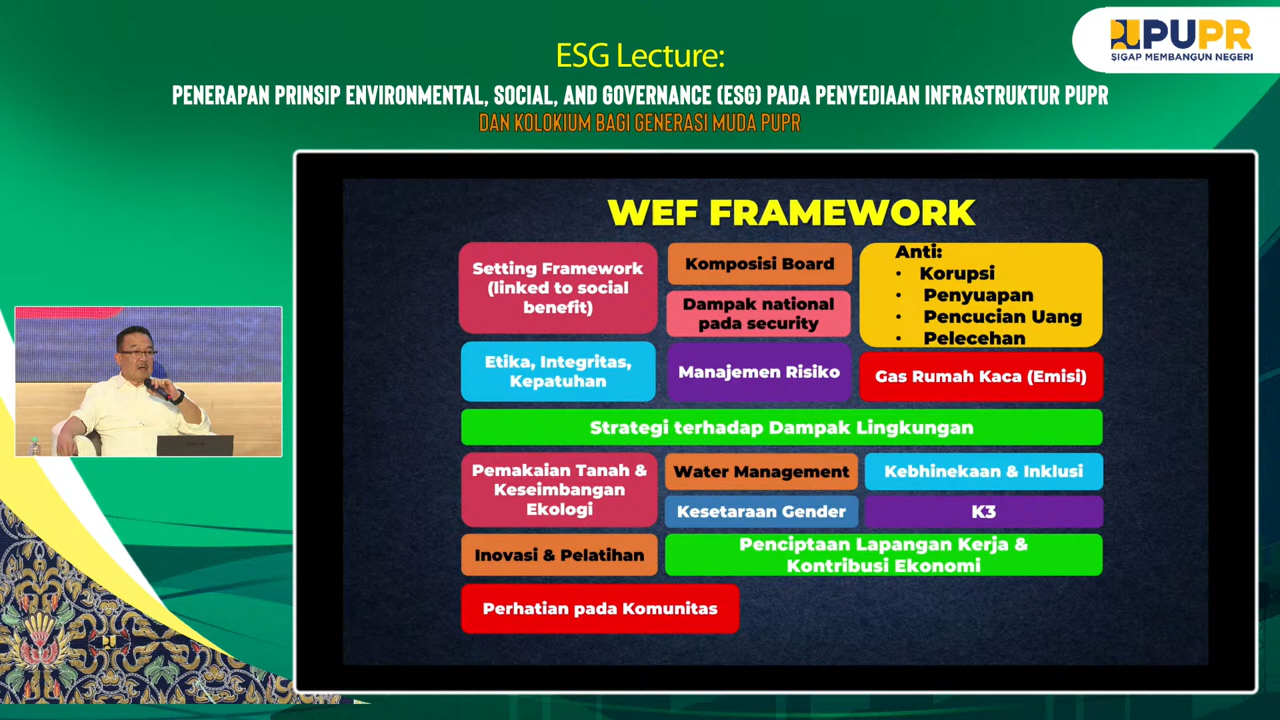 ESG Lecture:
PENERAPAN PRINSIP ENVIRONMENTAL, SOCIAL, AND GOVERNANCE (ESG) PADA PENYEDIAAN INFRASTRUKTUR PUPR
DAN KOLOKIUM BAGI GENERASI MUDA PUPR
PUPR
SIGAP MEMBANGUN NEGERI
WEF FRAMEWORK
Setting Framework
(linked to social
benefit)
Komposisi Board
Dampak national
pada security
Anti:
• Korupsi
• Penyuapan
• Pencucian Uang
• Pelecehan
Etika, Integritas,
Kepatuhan
Manajemen Risiko
Gas Rumah Kaca (Emisi)
Strategi terhadap Dampak Lingkungan
Pemakaian Tanah &
Keseimbangan
Ekologi
Water Management
Kebhinekaan & Inklusi
Kesetaraan Gender
K3
Inovasi & Pelatihan
Penciptaan Lapangan Kerja &
Kontribusi Ekonomi
Perhatian pada Komunitas